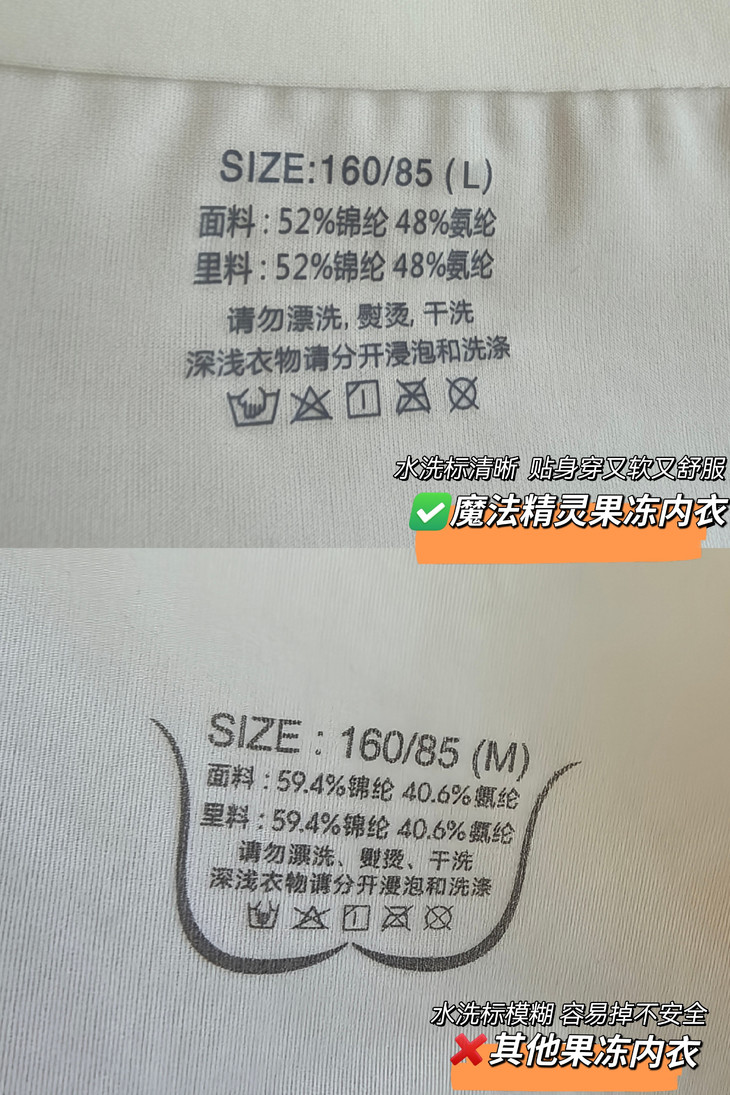 SIZE:160/85 (L)
面料：52%锦纶 48%氨纶
里料：52%锦纶 48%氨纶
请勿漂洗, 熨烫, 干洗
深浅衣物请分开浸泡和洗涤
水洗标清晰 贴身穿又软又舒服
魔法精灵果冻内衣
SIZE：160/85 (M)
面料：59.4%锦纶 40.6%氨纶
里料：59.4%锦纶 40.6%氨纶
请勿漂洗、熨烫、干洗
深浅衣物请分开浸泡和洗涤
水洗标模糊 容易掉不安全
其他果冻内衣